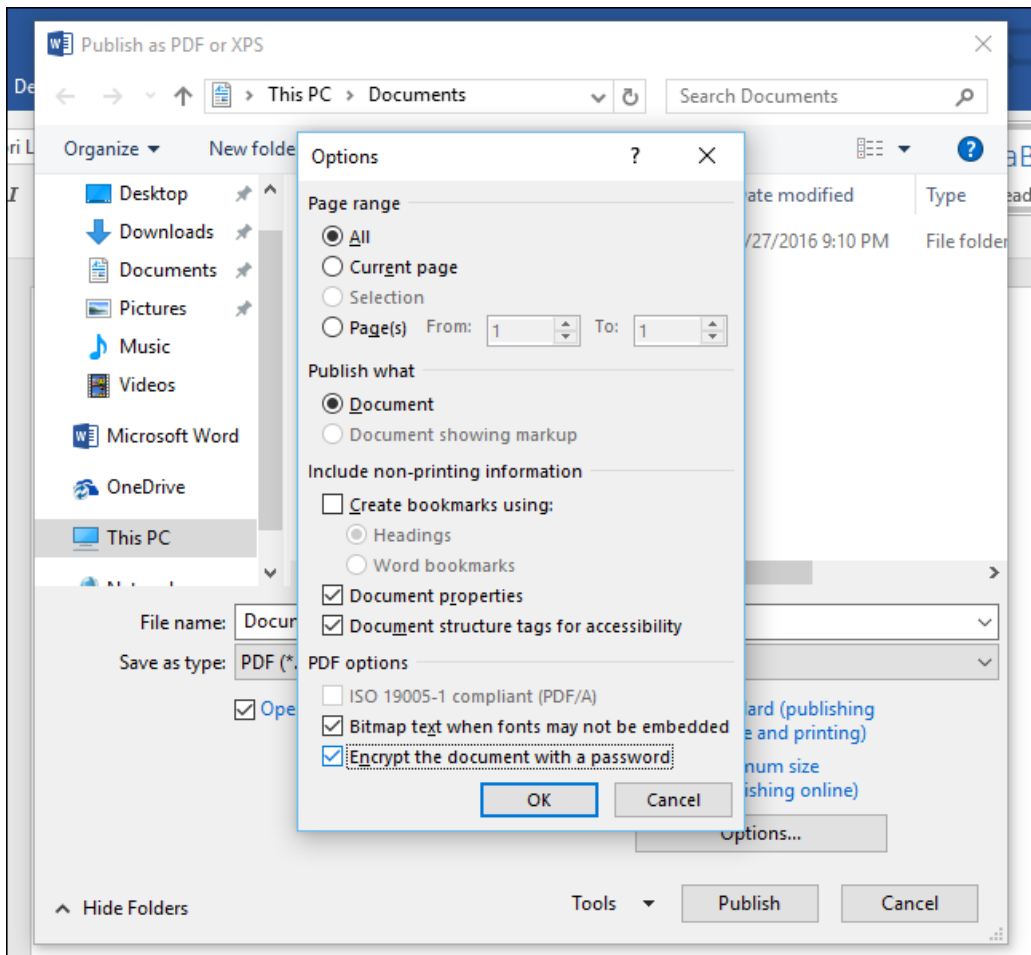 Publish as PDF or XPS
De
This PC > Documents
Search Documents
ri L
Organize
New folde
aB
I
Desktop
Downloads
Documents
Pictures
Music
Videos
Microsoft Word
OneDrive
This PC
ate modified
Type
ead
/27/2016 9:10 PM
File folder
Options
?
Page range
All
Current page
Selection
Page(s) From: 1 To: 1
Publish what
Document
Document showing markup
Include non-printing information
Create bookmarks using:
Headings
Word bookmarks
Document properties
Document structure tags for accessibility
PDF options
ISO 19005-1 compliant (PDF/A)
Bitmap text when fonts may not be embedded
Encrypt the document with a password
OK
Cancel
File name: Docur
Save as type: PDF (*.
Ope
lard (publishing
e and printing)
num size
ishing online)
Options...
Hide Folders
Tools
Publish
Cancel